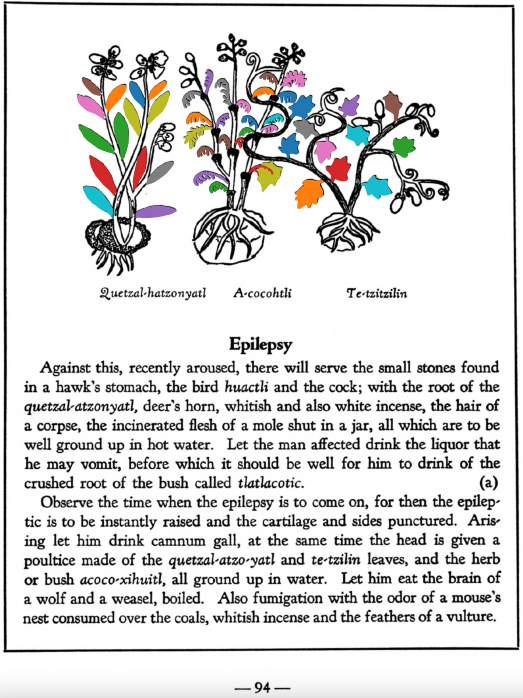 Quetzal-hatzonyatl A-cocohtli Te-tzitzilin
Epilepsy
Against this, recently aroused, there will serve the small stones found
in a hawk's stomach, the bird huactli and the cock; with the root of the
quetzal-atzonyatl, deer's horn, whitish and also white incense, the hair of
a corpse, the incinerated flesh of a mole shut in a jar, all which are to be
well ground up in hot water. Let the man affected drink the liquor that
he may vomit, before which it should be well for him to drink of the
crushed root of the bush called tlatlacotic. (a)
Observe the time when the epilepsy is to come on, for then the epilep-
tic is to be instantly raised and the cartilage and sides punctured. Aris-
ing let him drink camnum gall, at the same time the head is given a
poultice made of the quetzal-atzo-yatl and te-tzilin leaves, and the herb
or bush acoco-xihuitl, all ground up in water. Let him eat the brain of
a wolf and a weasel, boiled. Also fumigation with the odor of a mouse's
nest consumed over the coals, whitish incense and the feathers of a vulture.
— 94 —